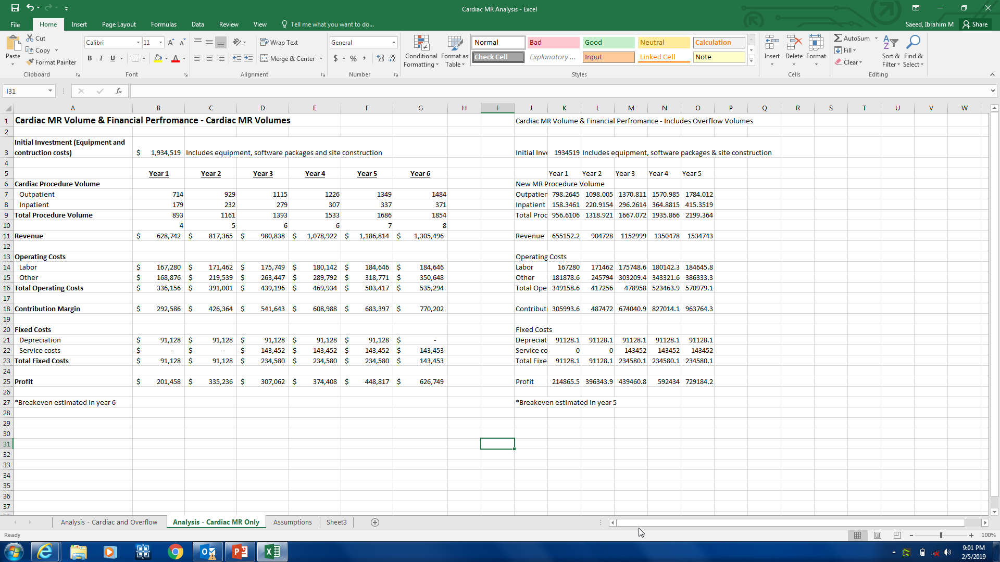 Cardiac MR Analysis - Excel
File Home Insert Page Layout Formulas Data Review View Tell me what you want to do... Saeed, Ibrahim M Share
Cut
Copy
Format Painter
Paste
Calibri 11
B I U
Wrap Text
Merge & Center
General
$ % ,
Conditional Formatting
Format as Table
Normal Bad Good Neutral Calculation
Check Cell Explanatory ... Input Linked Cell Note
Insert Delete Format
AutoSum
Fill
Clear
Sort & Filter
Find & Select
Clipboard Font Alignment Number Styles Cells Editing
I31 fx
A B C D E F G H I J K L M N O P Q R S T U V W
1 Cardiac MR Volume & Financial Perfromance - Cardiac MR Volumes Cardiac MR Volume & Financial Perfromance - Includes Overflow Volumes
2
Initial Investment (Equipment and
3 contruction costs) $ 1,934,519 Includes equipment, software packages and site construction Initial Inve 1934519 Includes equipment, software packages & site construction
4
5 Year 1 Year 2 Year 3 Year 4 Year 5 Year 6 Year 1 Year 2 Year 3 Year 4 Year 5
6 Cardiac Procedure Volume New MR Procedure Volume
7 Outpatient 714 929 1115 1226 1349 1484 Outpatien 798.2645 1098.005 1370.811 1570.985 1784.012
8 Inpatient 179 232 279 307 337 371 Inpatient 158.3461 220.9154 296.2614 364.8815 415.3519
9 Total Procedure Volume 893 1161 1393 1533 1686 1854 Total Proc 956.6106 1318.921 1667.072 1935.866 2199.364
10 4 5 6 6 7 8
11 Revenue $ 628,742 $ 817,365 $ 980,838 $ 1,078,922 $ 1,186,814 $ 1,305,496 Revenue 655152.2 904728 1152999 1350478 1534743
12
13 Operating Costs Operating Costs
14 Labor $ 167,280 $ 171,462 $ 175,749 $ 180,142 $ 184,646 $ 184,646 Labor 167280 171462 175748.6 180142.3 184645.8
15 Other $ 168,876 $ 219,539 $ 263,447 $ 289,792 $ 318,771 $ 350,648 Other 181878.6 245794 303209.4 343321.6 386333.3
16 Total Operating Costs $ 336,156 $ 391,001 $ 439,196 $ 469,934 $ 503,417 $ 535,294 Total Ope 349158.6 417256 478958 523463.9 570979.1
17
18 Contribution Margin $ 292,586 $ 426,364 $ 541,643 $ 608,988 $ 683,397 $ 770,202 Contributi 305993.6 487472 674040.9 827014.1 963764.3
19
20 Fixed Costs Fixed Costs
21 Depreciation $ 91,128 $ 91,128 $ 91,128 $ 91,128 $ 91,128 $ - Depreciat 91128.1 91128.1 91128.1 91128.1 91128.1
22 Service costs $ - $ - $ 143,452 $ 143,452 $ 143,452 $ 143,453 Service co 0 0 143452 143452 143452
23 Total Fixed Costs $ 91,128 $ 91,128 $ 234,580 $ 234,580 $ 234,580 $ 143,453 Total Fixe 91128.1 91128.1 234580.1 234580.1 234580.1
24
25 Profit $ 201,458 $ 335,236 $ 307,062 $ 374,408 $ 448,817 $ 626,749 Profit 214865.5 396343.9 439460.8 592434 729184.2
26
27 *Breakeven estimated in year 6 *Breakeven estimated in year 5
28
29
30
31
32
33
34
35
36
37
Analysis - Cardiac and Overflow Analysis - Cardiac MR Only Assumptions Sheet3
Ready 100%
9:01 PM
2/5/2019